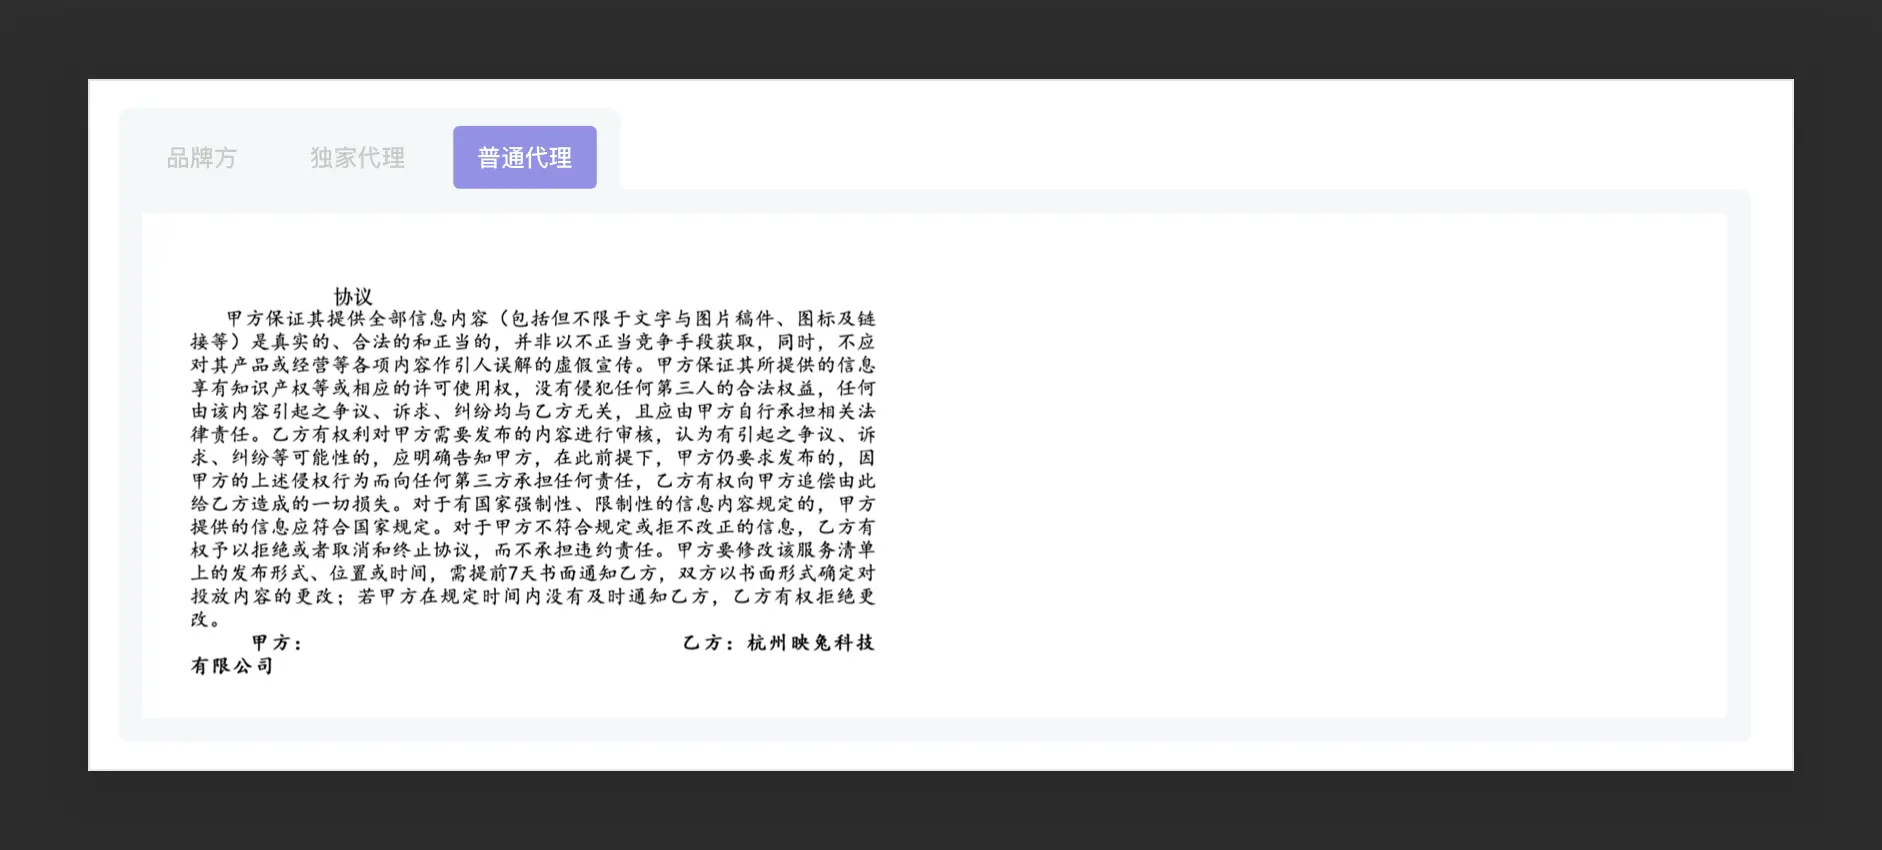 品牌方 独家代理 普通代理
协议
甲方保证其提供全部信息内容（包括但不限于文字与图片稿件、图标及链
接等）是真实的、合法的和正当的，并非以不正当竞争手段获取，同时，不应
对其产品或经营等各项内容作引人误解的虚假宣传。甲方保证其所提供的信息
享有知识产权等或相应的许可使用权，没有侵犯任何第三人的合法权益，任何
由该内容引起之争议、诉求、纠纷均与乙方无关，且应由甲方自行承担相关法
律责任。乙方有权利对甲方需要发布的内容进行审核，认为有引起之争议、诉
求、纠纷等可能性的，应明确告知甲方，在此前提下，甲方仍要求发布的，因
甲方的上述侵权行为而向任何第三方承担任何责任，乙方有权向甲方追偿由此
给乙方造成的一切损失。对于有国家强制性、限制性的信息内容规定的，甲方
提供的信息应符合国家规定。对于甲方不符合规定或拒不改正的信息，乙方有
权予以拒绝或者取消和终止协议，而不承担违约责任。甲方要修改该服务清单
上的发布形式、位置或时间，需提前7天书面通知乙方，双方以书面形式确定对
投放内容的更改；若甲方在规定时间内没有及时通知乙方，乙方有权拒绝更
改。
甲方： 乙方：杭州映兔科技
有限公司